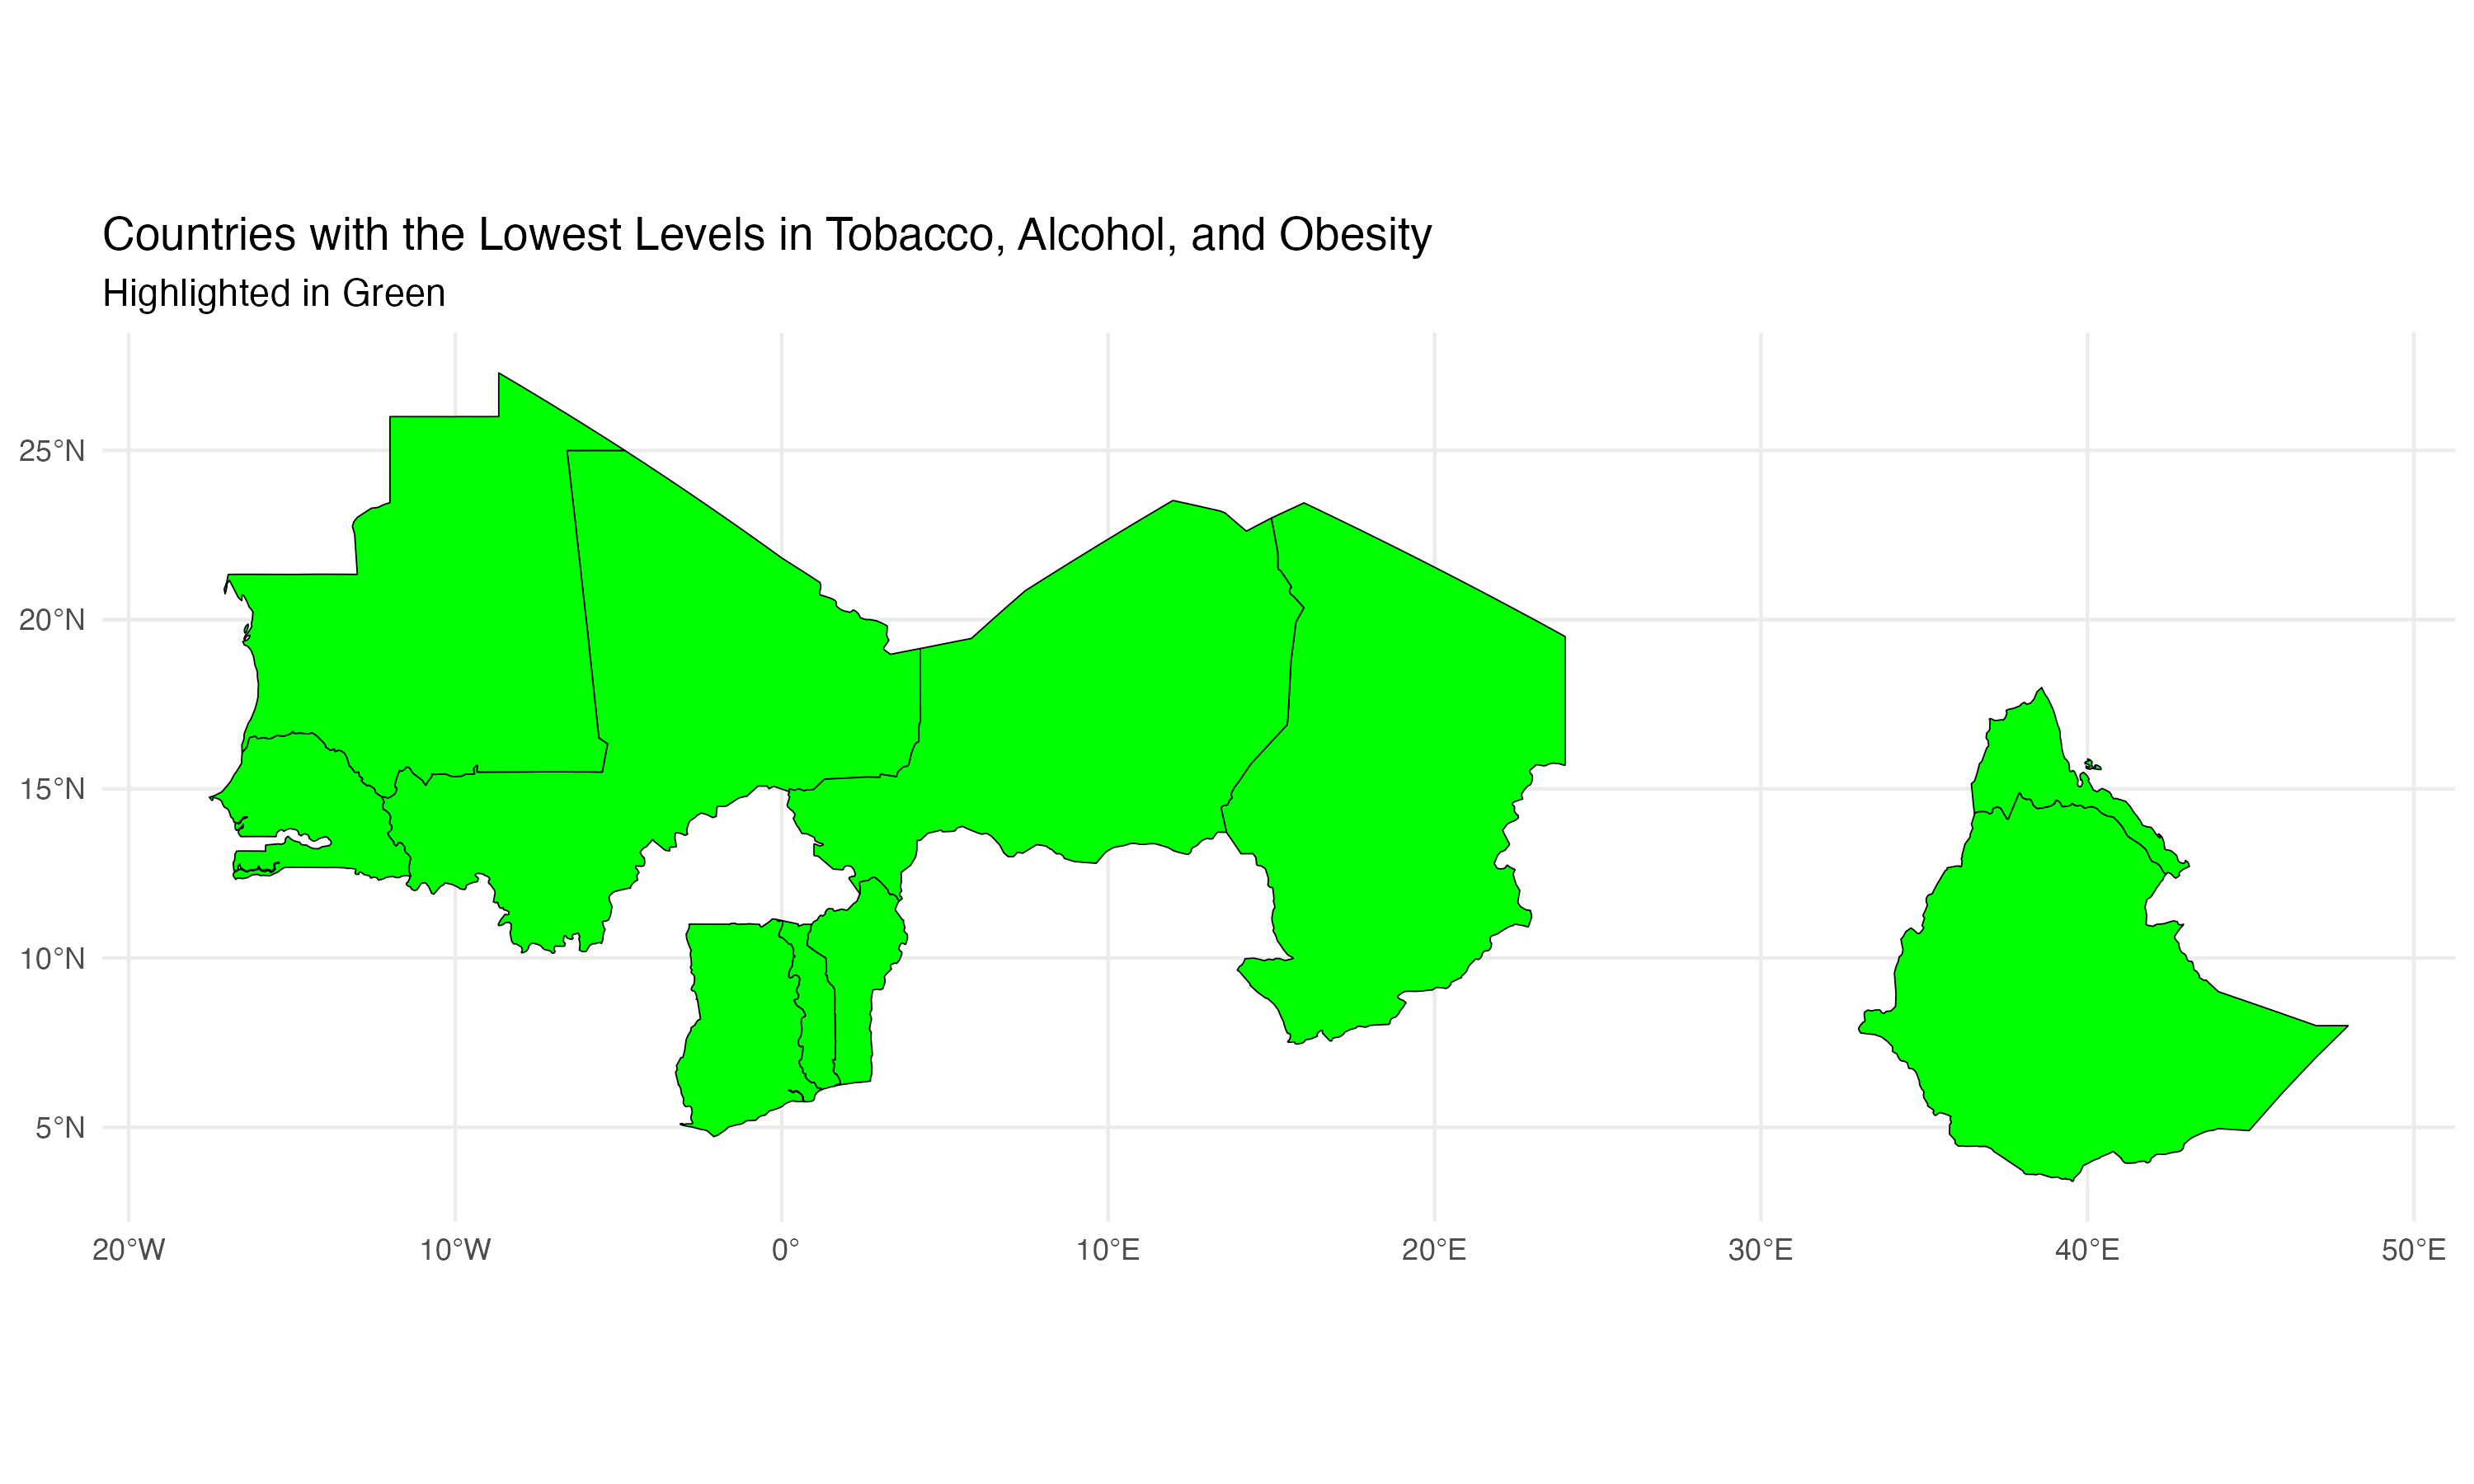 Countries with the Lowest Levels in Tobacco, Alcohol, and Obesity
Highlighted in Green
25°N
20°N
15°N
10°N
5°N
20°W 10°W 0° 10°E 20°E 30°E 40°E 50°E